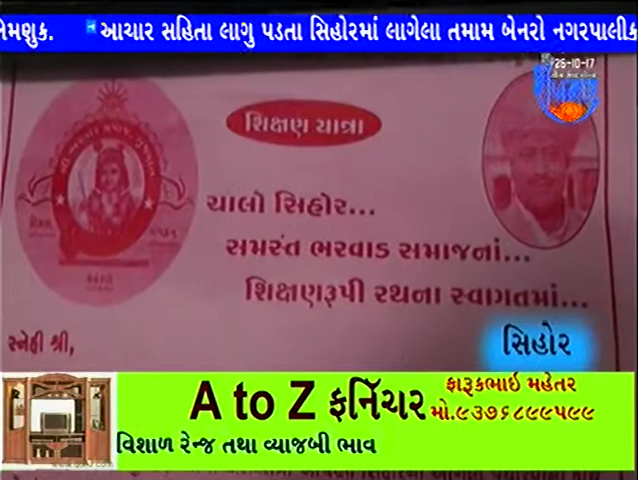 આચાર સહિતા લાગુ પડતા સિહોરમાં લાગેલા તમામ બેનરો નગરપાલીક
26-10-17
શિક્ષણ યાત્રા
ચાલો સિહોર...
સમસ્ત ભરવાડ સમાજનાં...
શિક્ષણરૂપી રથના સ્વાગતમાં...
સ્નેહી શ્રી,
સિહોર
A to Z ફર્નિચર
ફારૂકભાઇ મહેતર
મો.૯૩૭૬૮૯૯૫૯૯
વિશાળ રેન્જ તથા વ્યાજબી ભાવ